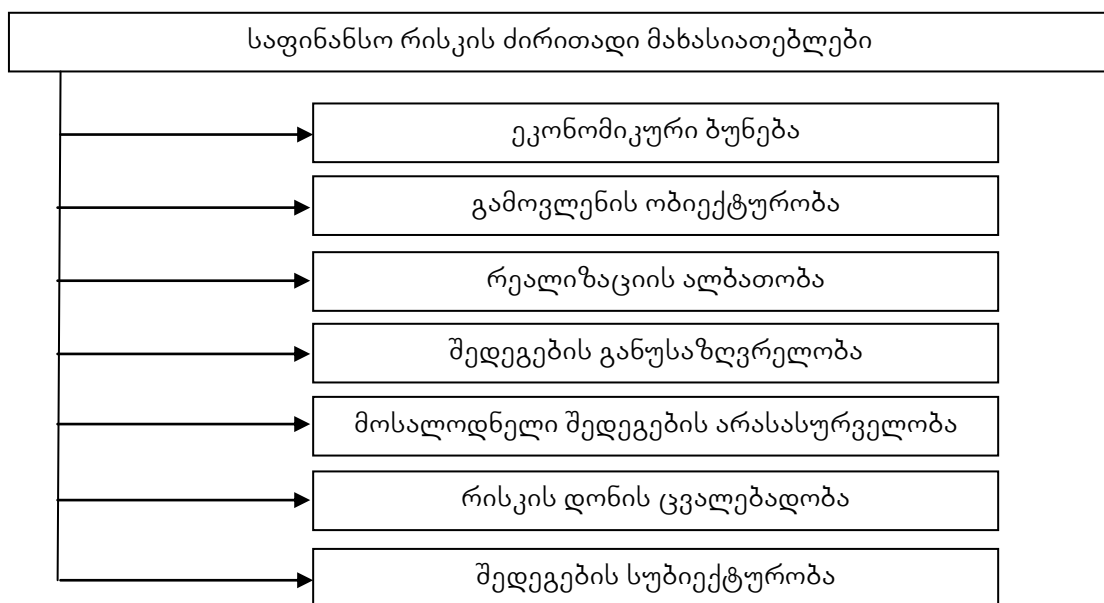 საფინანსო რისკის ძირითადი მახასიათებლები
ეკონომიკური ბუნება
გამოვლენის ობიექტურობა
რეალიზაციის ალბათობა
შედეგების განუსაზღვრელობა
მოსალოდნელი შედეგების არასასურველობა
რისკის დონის ცვალებადობა
შედეგების სუბიექტურობა